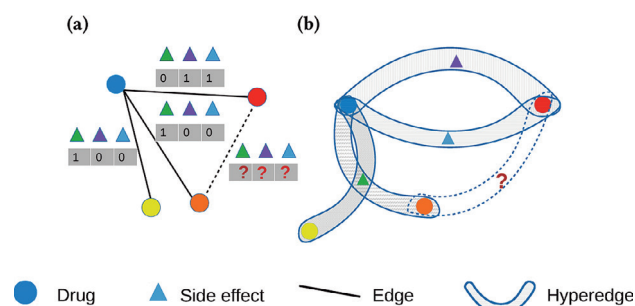 (a)
(b)
0 1 1
1 0 0
1 0 0
? ? ?
?
Drug
Side effect
Edge
Hyperedge